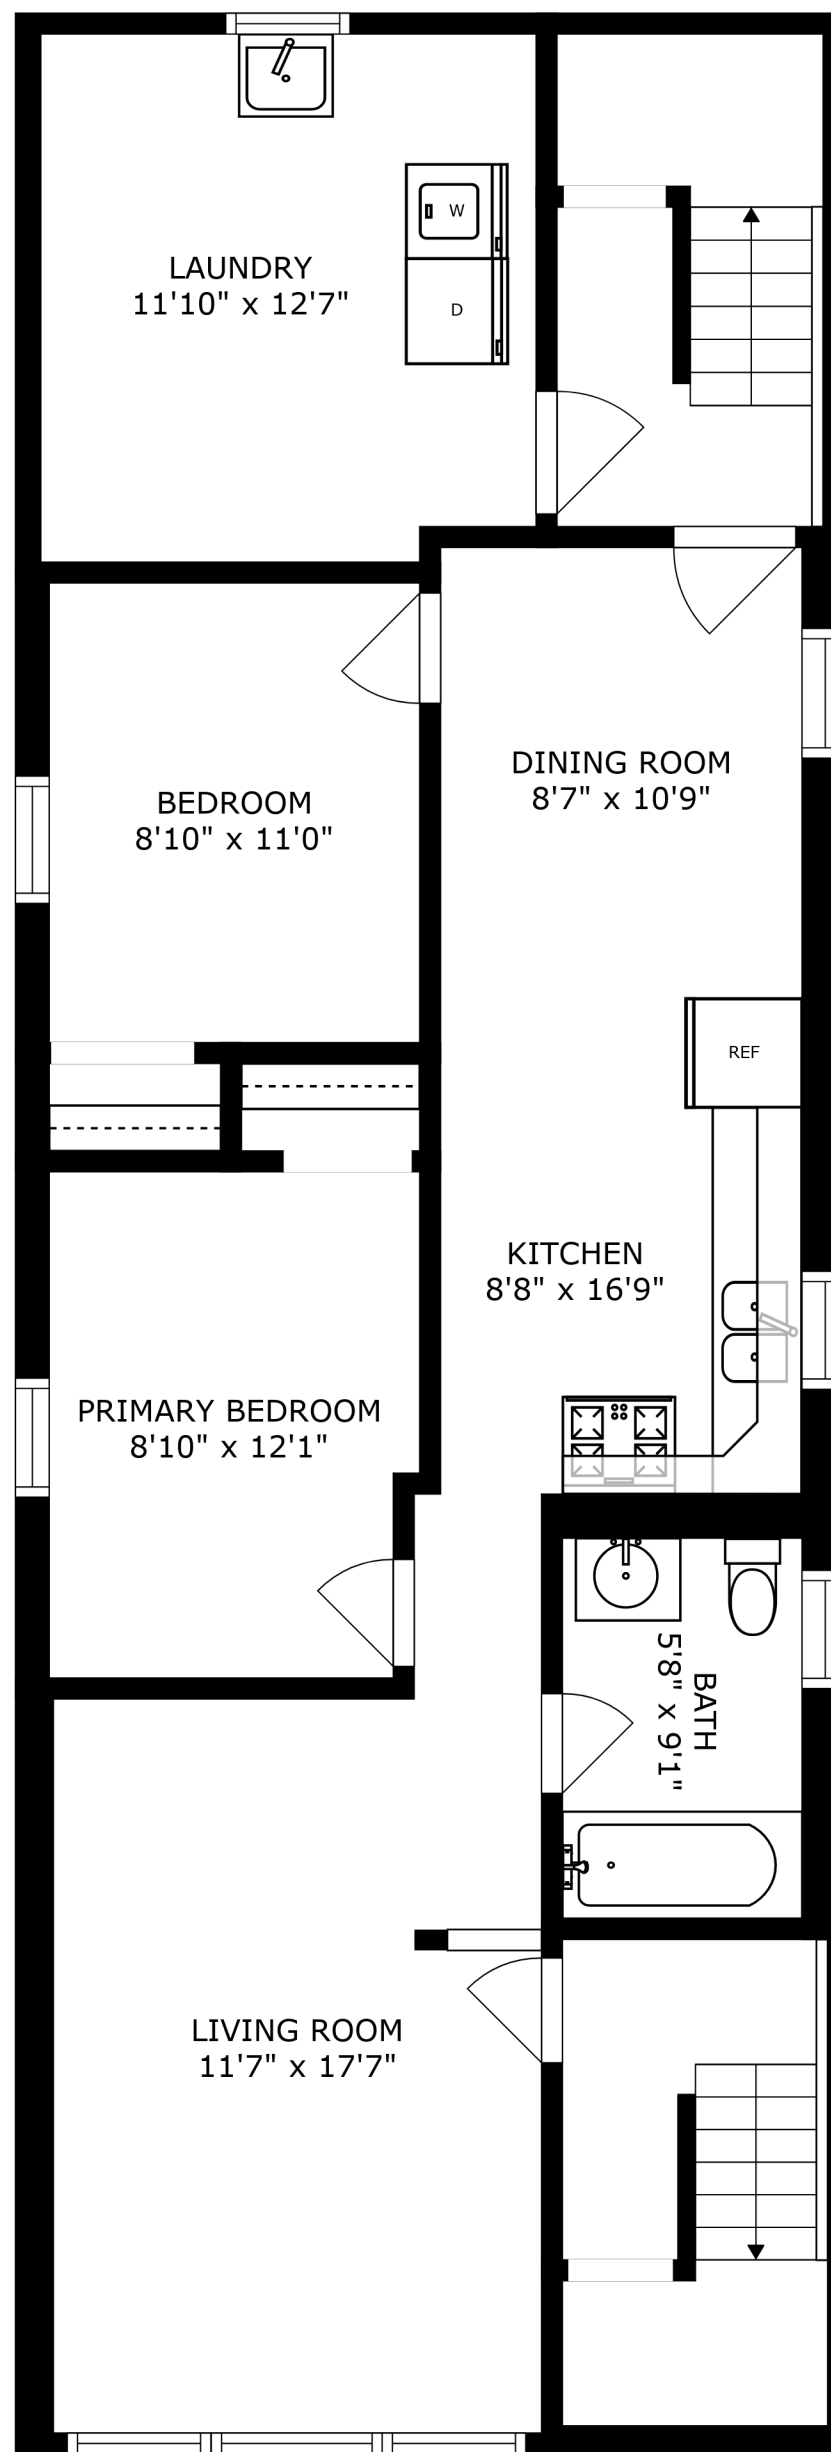 W
LAUNDRY
11'10" x 12'7"
D
DINING ROOM
8'7" x 10'9"
BEDROOM
8'10" x 11'0"
REF
KITCHEN
8'8" x 16'9"
PRIMARY BEDROOM
8'10" x 12'1"
BATH
5'8" x 9'1"
LIVING ROOM
11'7" x 17'7"